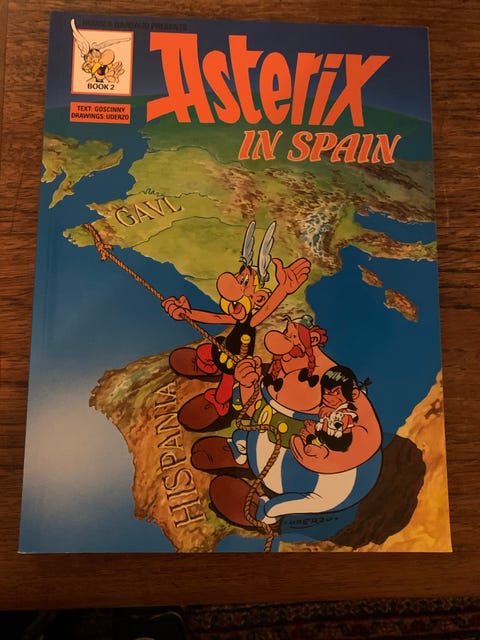 HODDER DARGAUD PRESENTS
Asterix
IN SPAIN
BOOK 2
TEXT: GOSCINNY
DRAWINGS: UDERZO
GAVL
HISPANIA
-UDERZO-